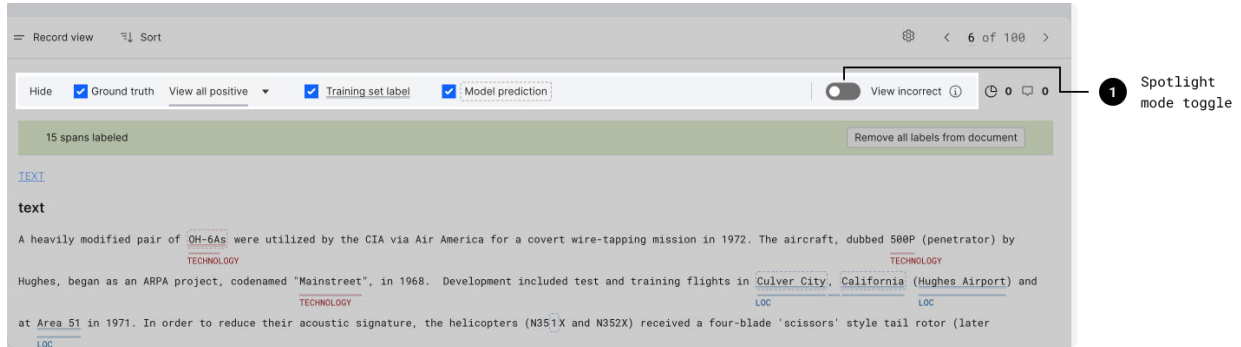 Record view Sort 6 of 100
Hide Ground truth View all positive Training set label Model prediction View incorrect 0 0
1 Spotlight mode toggle
15 spans labeled Remove all labels from document
TEXT
text
A heavily modified pair of OH-6As were utilized by the CIA via Air America for a covert wire-tapping mission in 1972. The aircraft, dubbed 500P (penetrator) by
TECHNOLOGY TECHNOLOGY
Hughes, began as an ARPA project, codenamed "Mainstreet", in 1968. Development included test and training flights in Culver City, California (Hughes Airport) and
TECHNOLOGY LOC LOC
at Area 51 in 1971. In order to reduce their acoustic signature, the helicopters (N351X and N352X) received a four-blade 'scissors' style tail rotor (later
LOC